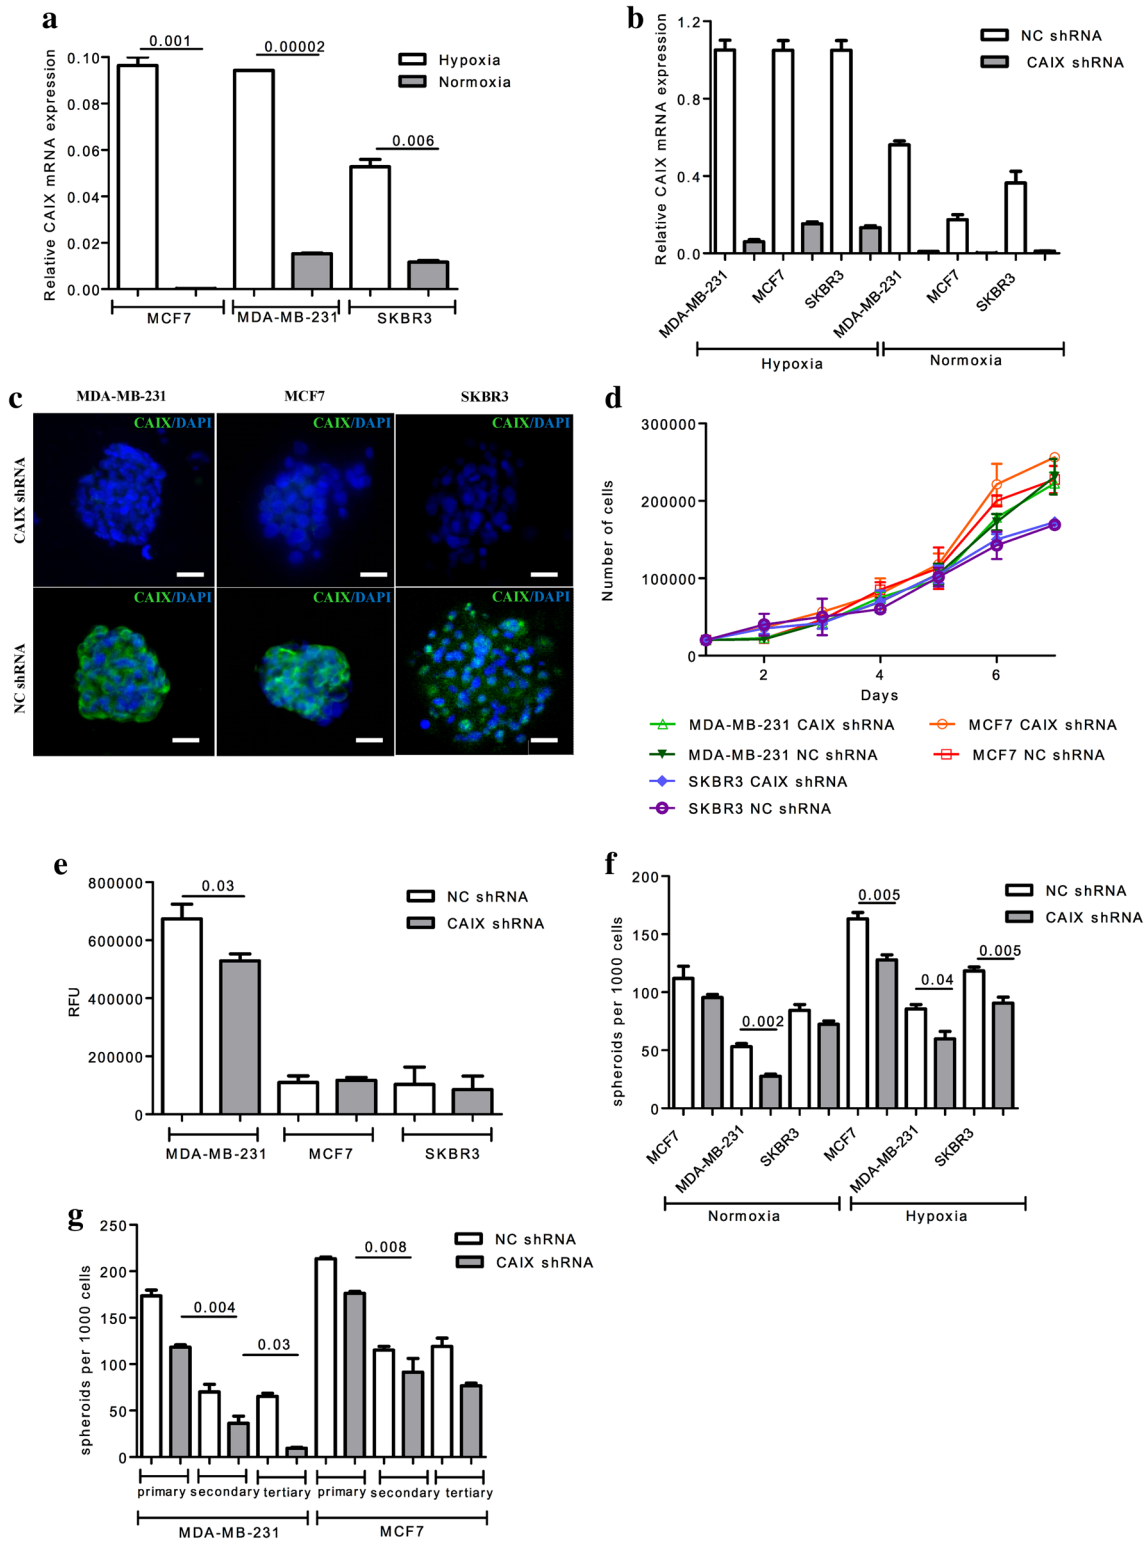 a
0.001
0.00002
0.006
Hypoxia
Normoxia
Relative CAIX mRNA expression
0.10
0.08
0.06
0.04
0.02
0.00
MCF7
MDA-MB-231
SKBR3
b
NC shRNA
CAIX shRNA
Relative CAIX mRNA expression
1.2
0.8
0.4
0.0
MDA-MB-231
MCF7
SKBR3
MDA-MB-231
MCF7
SKBR3
Hypoxia
Normoxia
c
MDA-MB-231
MCF7
SKBR3
CAIX shRNA
CAIX/DAPI
CAIX/DAPI
CAIX/DAPI
NC shRNA
CAIX/DAPI
CAIX/DAPI
CAIX/DAPI
d
Number of cells
300000
200000
100000
0
2
4
6
Days
MDA-MB-231 CAIX shRNA
MCF7 CAIX shRNA
MDA-MB-231 NC shRNA
MCF7 NC shRNA
SKBR3 CAIX shRNA
SKBR3 NC shRNA
e
RFU
800000
600000
400000
200000
0
0.03
NC shRNA
CAIX shRNA
MDA-MB-231
MCF7
SKBR3
f
spheroids per 1000 cells
200
150
100
50
0
0.002
0.005
0.04
0.005
NC shRNA
CAIX shRNA
MCF7
MDA-MB-231
SKBR3
MCF7
MDA-MB-231
SKBR3
Normoxia
Hypoxia
g
spheroids per 1000 cells
250
200
150
100
50
0
0.004
0.03
0.008
NC shRNA
CAIX shRNA
primary
secondary
tertiary
primary
secondary
tertiary
MDA-MB-231
MCF7